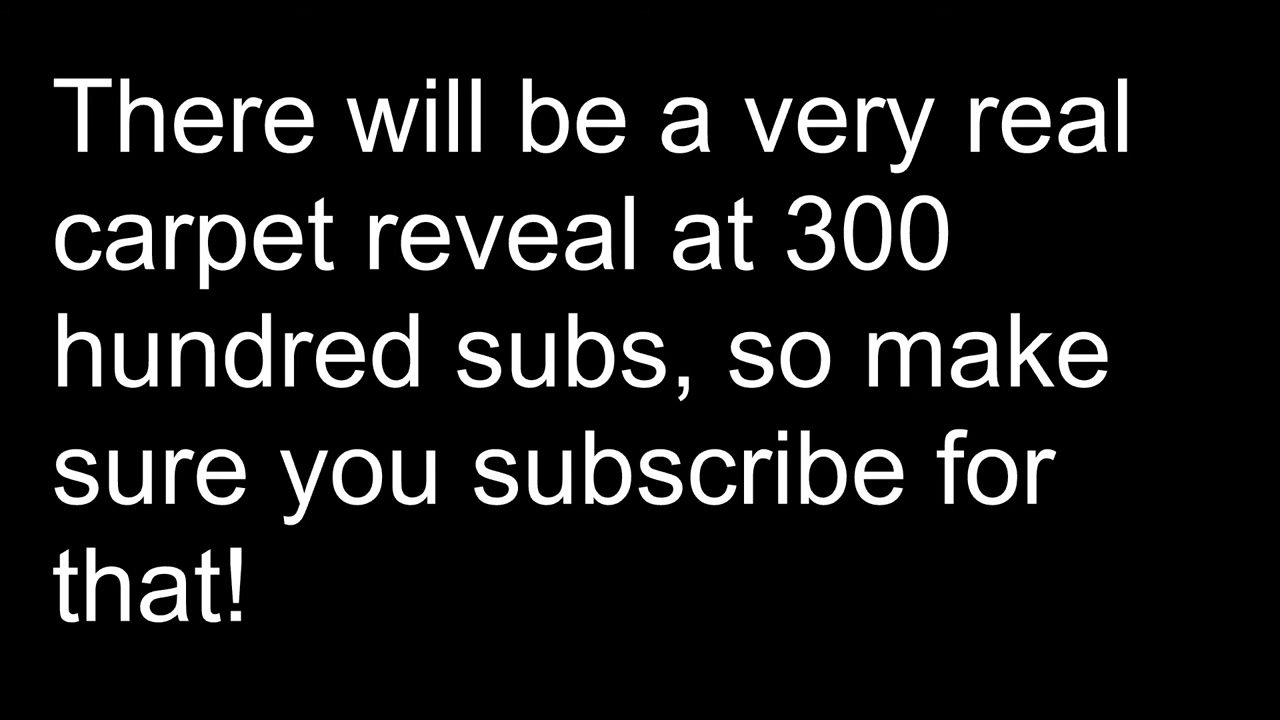 There will be a very real
carpet reveal at 300
hundred subs, so make
sure you subscribe for
that!